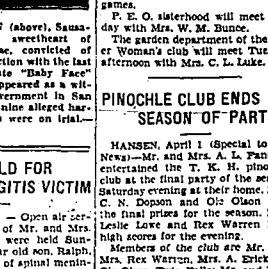 (above), Sausa-
sweetheart of
ac, convicted of
ction with the last
te "Baby Face"
appeared as a wit-
vernment in San
nine alleged har-
s were on trial.—
LD FOR
GITIS VICTIM
— Open air ser-
of Mr. and Mrs.
were held Sun-
ar old son, Ralph,
of spinal menin-
games.
P. E. O. sisterhood will meet
day with Mrs. W. M. Bunce.
The garden department of the
er Woman's club will meet Tue
afternoon with Mrs. C. L. Luke.
PINOCHLE CLUB ENDS
SEASON OF PART
HANSEN, April 1 (Special to
News)—Mr. and Mrs. A. L. Fan
entertained the T. K. H. pino
club at the final party of the sea
Saturday evening at their home.
C. N. Dopson and Ole Olson
the final prizes for the season.
Leslie Lowe and Rex Warren
high scores for the evening.
Members of the club are Mr.
Mrs. Rex Warren, Mrs. A. Erick